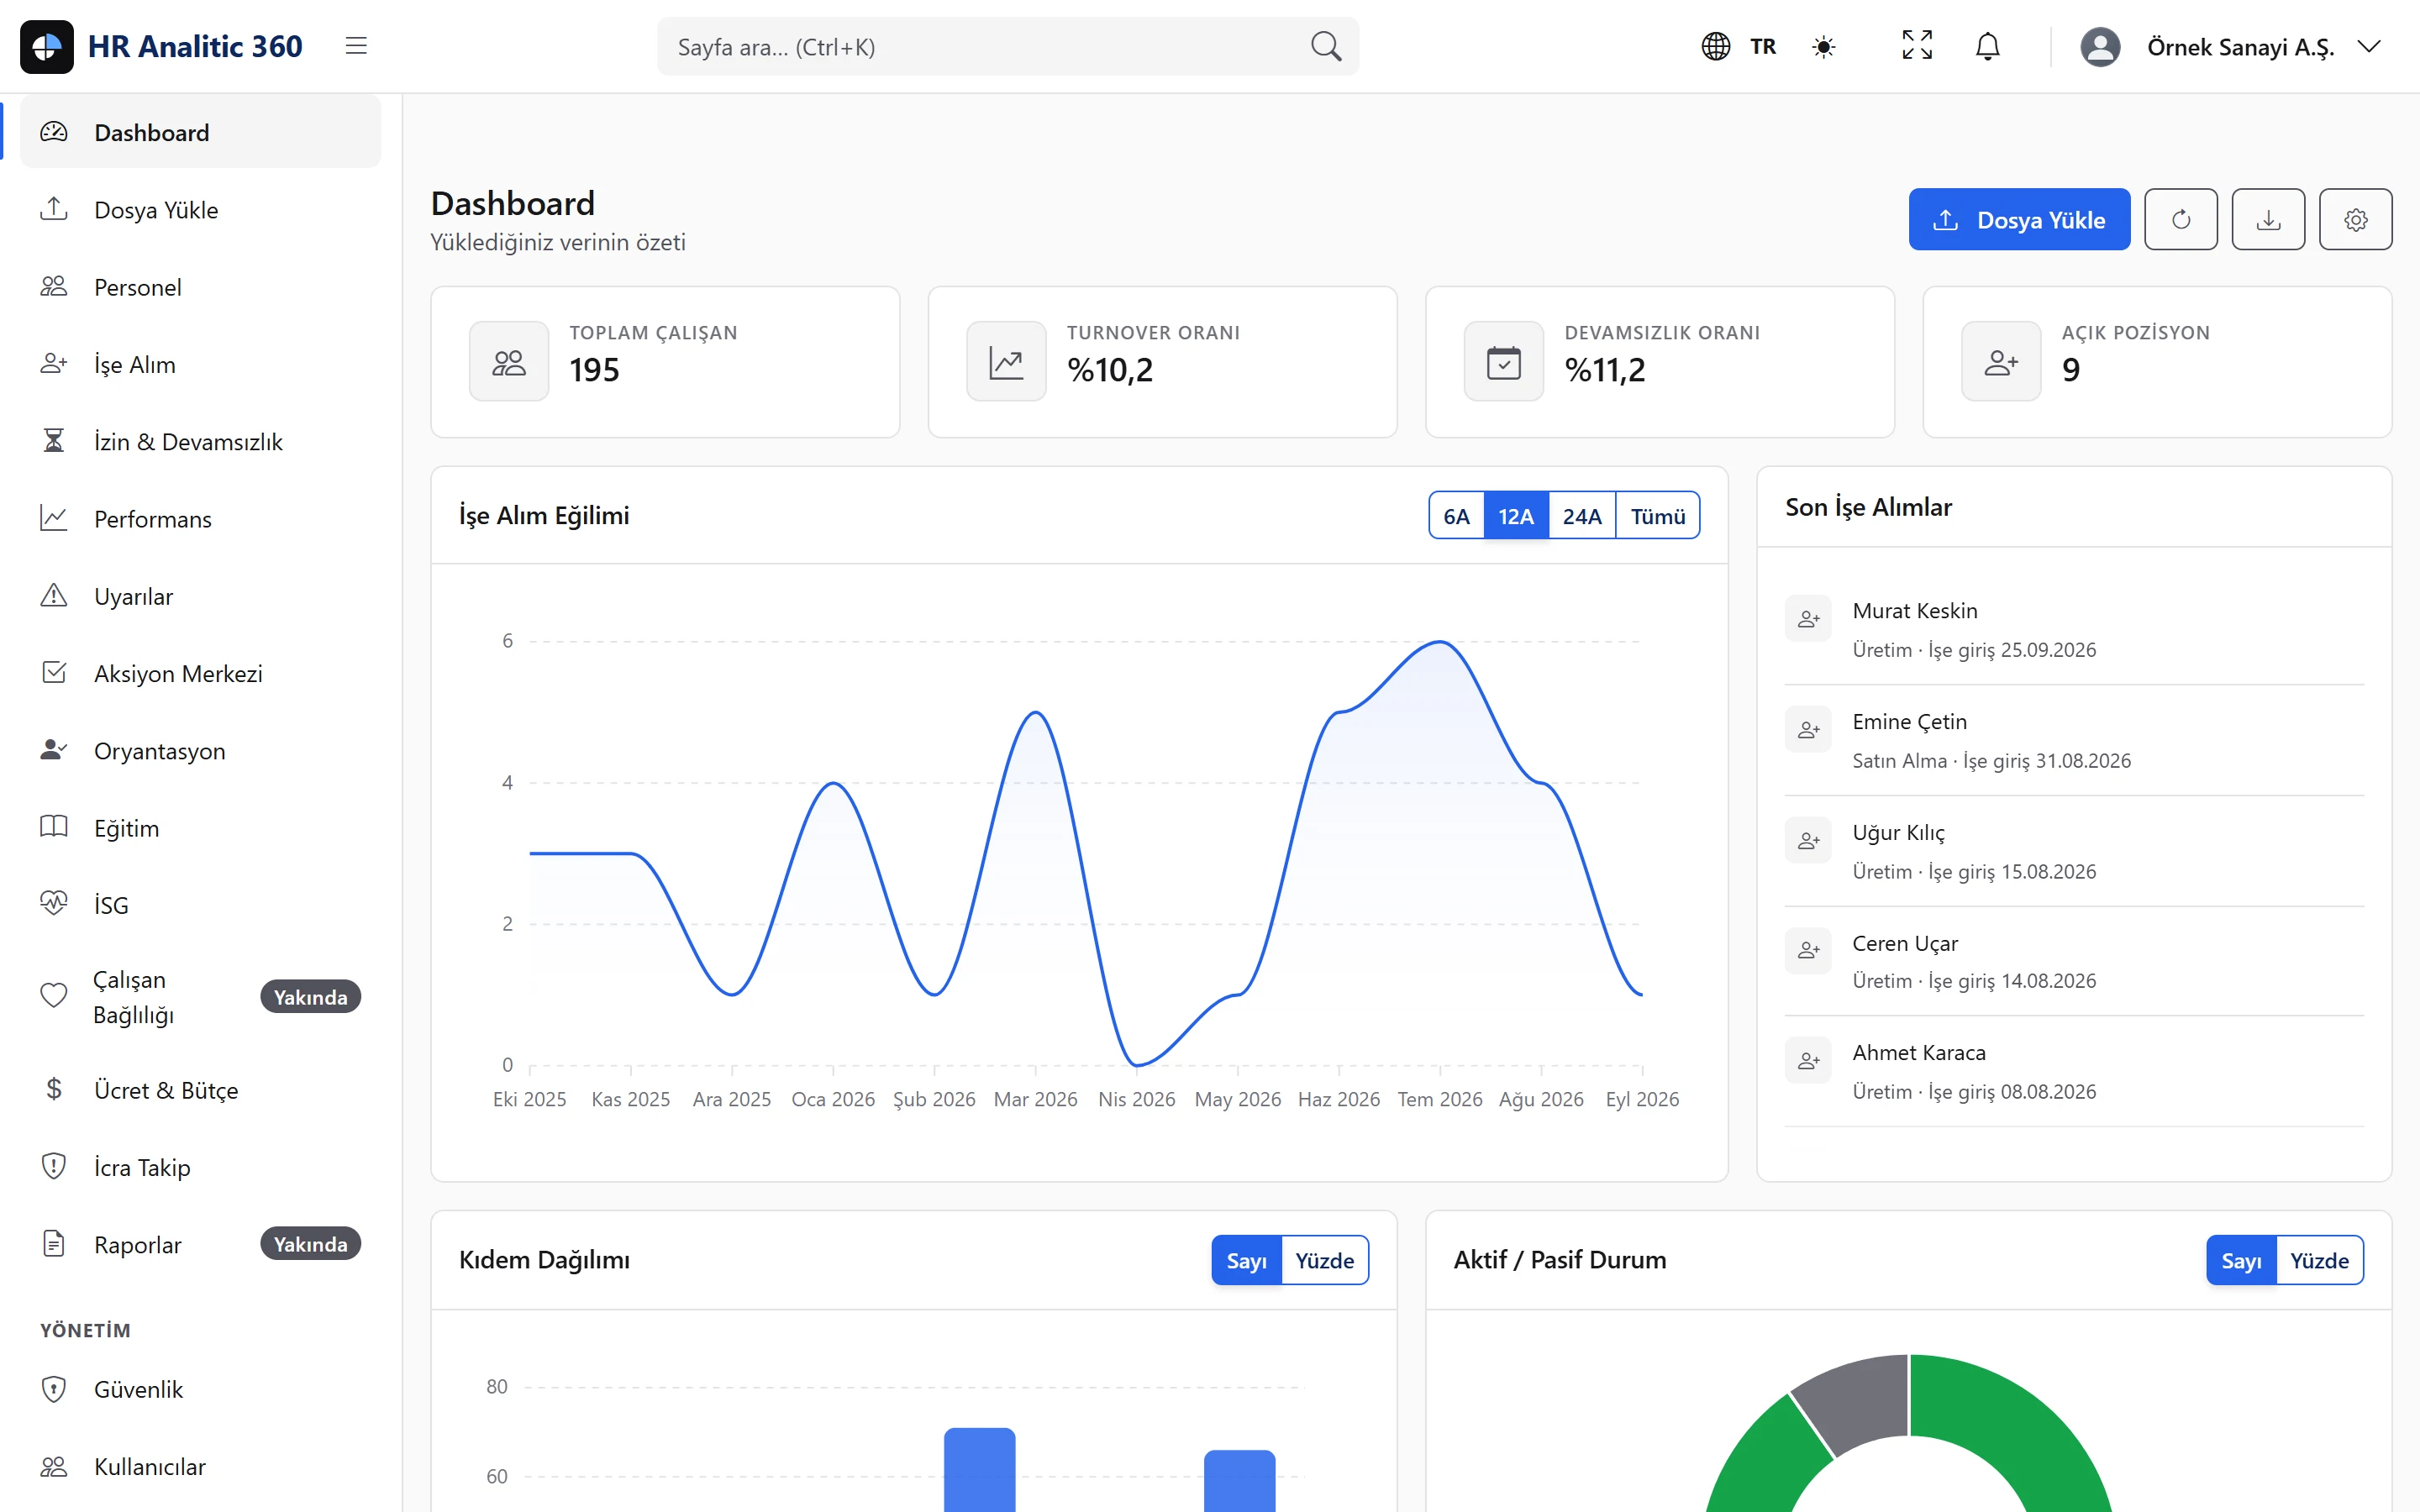 HR Analitic 360
Sayfa ara... (Ctrl+K)
TR
Örnek Sanayi A.Ş.
Dashboard
Dosya Yükle
Personel
İşe Alım
İzin & Devamsızlık
Performans
Uyarılar
Aksiyon Merkezi
Oryantasyon
Eğitim
İSG
Çalışan
Bağlılığı
Yakında
Ücret & Bütçe
İcra Takip
Raporlar
Yakında
YÖNETİM
Güvenlik
Kullanıcılar
Dashboard
Yüklediğiniz verinin özeti
Dosya Yükle
TOPLAM ÇALIŞAN
195
TURNOVER ORANI
%10,2
DEVAMSIZLIK ORANI
%11,2
AÇIK POZİSYON
9
İşe Alım Eğilimi
6A 12A 24A Tümü
6
4
2
0
Eki 2025 Kas 2025 Ara 2025 Oca 2026 Şub 2026 Mar 2026 Nis 2026 May 2026 Haz 2026 Tem 2026 Ağu 2026 Eyl 2026
Son İşe Alımlar
Murat Keskin
Üretim · İşe giriş 25.09.2026
Emine Çetin
Satın Alma · İşe giriş 31.08.2026
Uğur Kılıç
Üretim · İşe giriş 15.08.2026
Ceren Uçar
Üretim · İşe giriş 14.08.2026
Ahmet Karaca
Üretim · İşe giriş 08.08.2026
Kıdem Dağılımı
Sayı Yüzde
80
60
Aktif / Pasif Durum
Sayı Yüzde